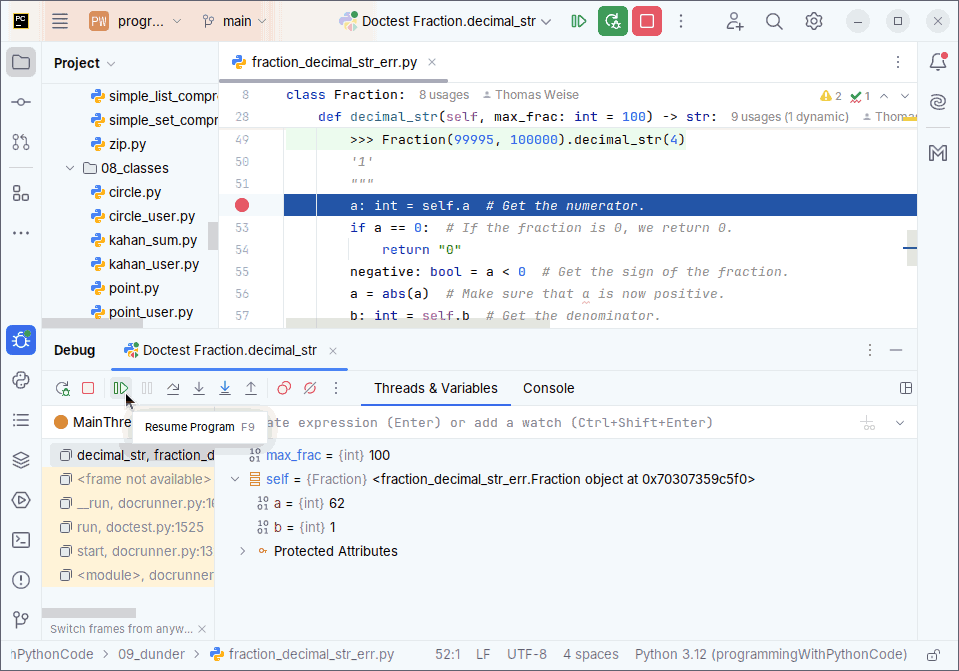 PC
PW progr...
main
Doctest Fraction.decimal_str
Project
fraction_decimal_str_err.py
simple_list_compr
simple_set_compr
zip.py
08_classes
circle.py
circle_user.py
kahan_sum.py
kahan_user.py
point.py
point_user.py
8 class Fraction: 8 usages Thomas Weise
2 1
28 def decimal_str(self, max_frac: int = 100) -> str: 9 usages (1 dynamic) Thomas
49 >>> Fraction(99995, 100000).decimal_str(4)
50 '1'
51 """
a: int = self.a # Get the numerator.
53 if a == 0: # If the fraction is 0, we return 0.
54 return "0"
55 negative: bool = a < 0 # Get the sign of the fraction.
56 a = abs(a) # Make sure that a is now positive.
57 b: int = self.b # Get the denominator.
Debug
Doctest Fraction.decimal_str
Threads & Variables
Console
MainThre
Resume Program F9
ate expression (Enter) or add a watch (Ctrl+Shift+Enter)
decimal_str, fraction_d
<frame not available>
__run, docrunner.py:16
run, doctest.py:1525
start, docrunner.py:13
<module>, docrunner
Switch frames from anyw...
max_frac = {int} 100
self = {Fraction} <fraction_decimal_str_err.Fraction object at 0x70307359c5f0>
a = {int} 62
b = {int} 1
Protected Attributes
nPythonCode > 09_dunder > fraction_decimal_str_err.py
52:1 LF UTF-8 4 spaces Python 3.12 (programmingWithPythonCode)